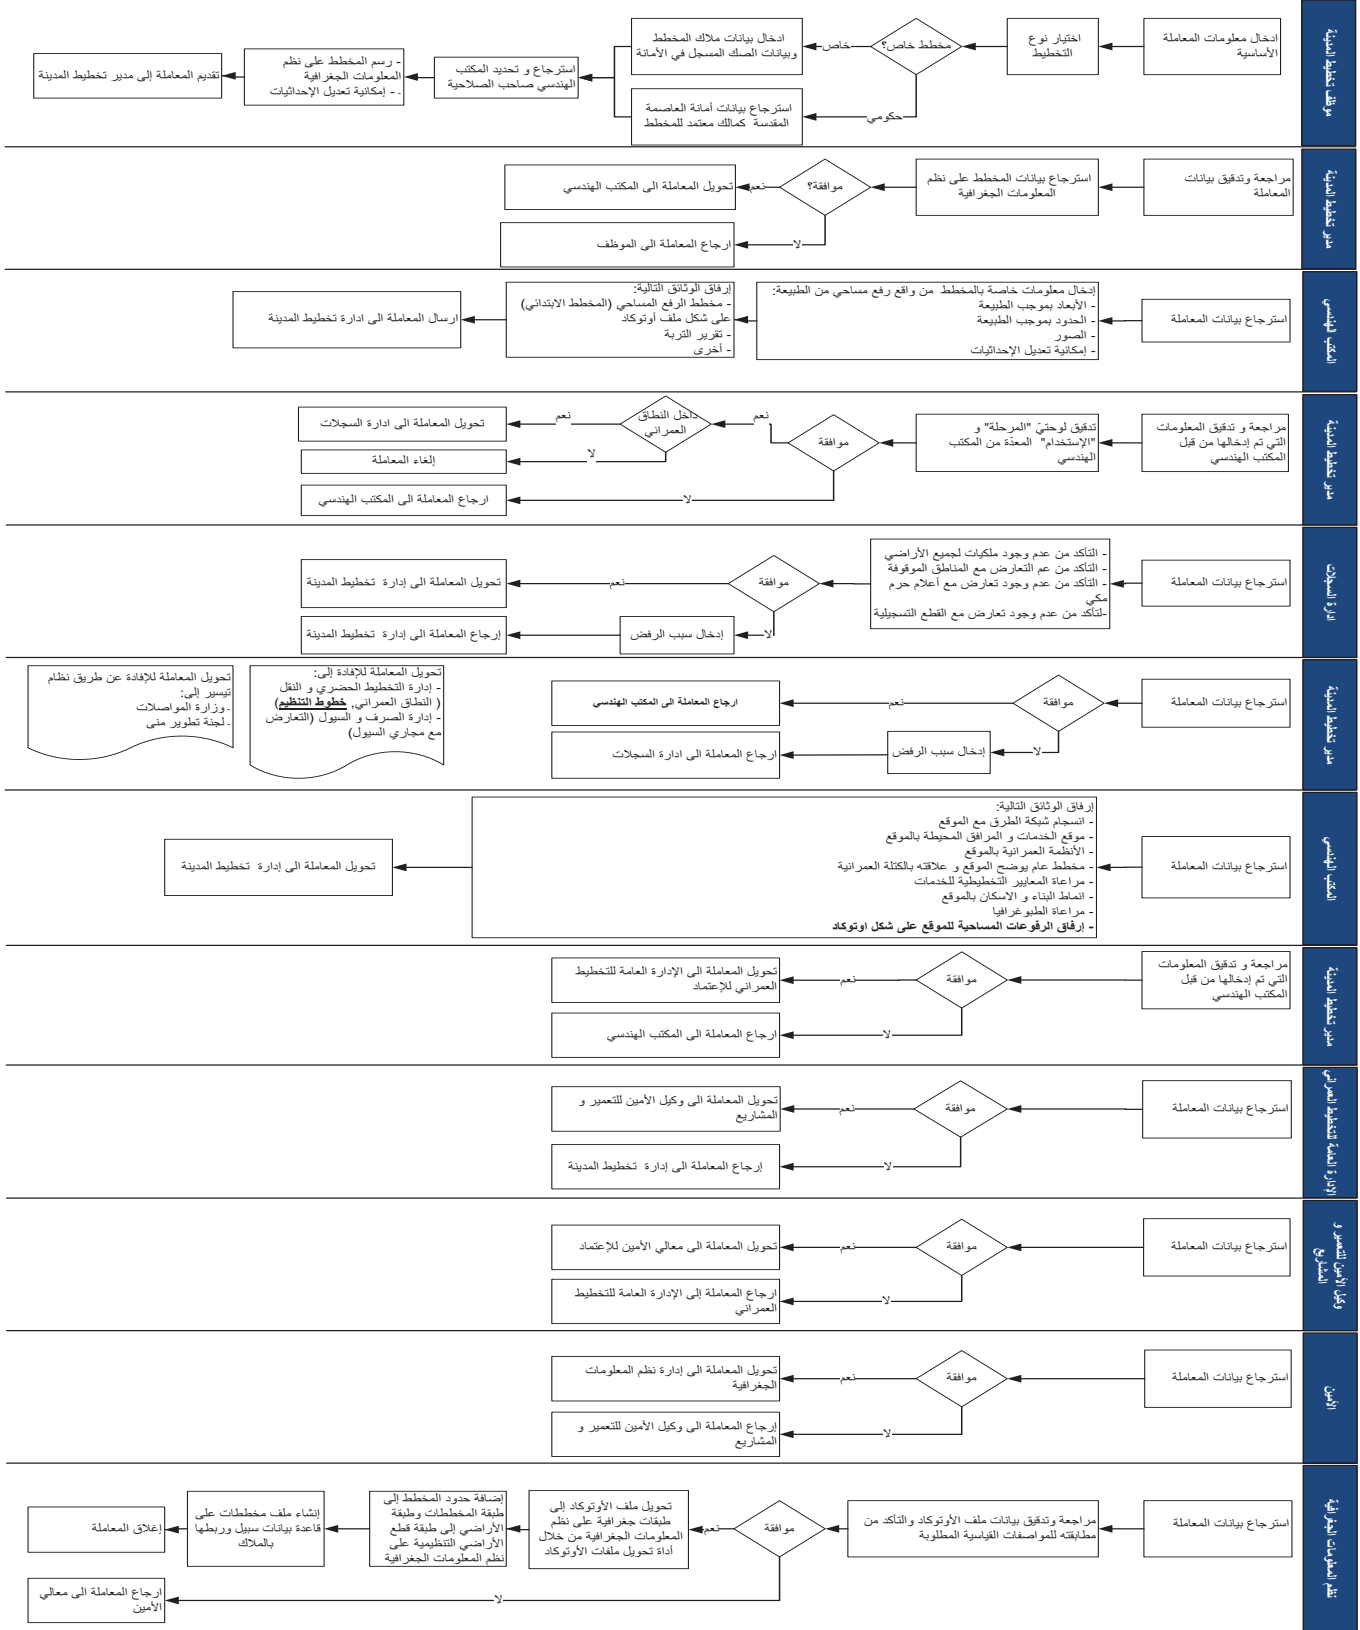 موظف تخطيط المدينة
ادخال معلومات المعاملة
الأساسية
اختيار نوع
التخطيط
مخطط خاص؟
خاص
ادخال بيانات ملاك المخطط
وبيانات الصك المسجل في الأمانة
حكومي
استرجاع بيانات أمانة العاصمة
المقدسة كمالك معتمد للمخطط
استرجاع و تحديد المكتب
الهندسي صاحب الصلاحية
- رسم المخطط على نظم
المعلومات الجغرافية
- إمكانية تعديل الإحداثيات
تقديم المعاملة إلى مدير تخطيط المدينة
مدير تخطيط المدينة
مراجعة وتدقيق بيانات
المعاملة
استرجاع بيانات المخطط على نظم
المعلومات الجغرافية
موافقة؟
نعم
تحويل المعاملة الى المكتب الهندسي
لا
ارجاع المعاملة الى الموظف
المكتب الهندسي
استرجاع بيانات المعاملة
إدخال معلومات خاصة بالمخطط من واقع رفع مساحي من الطبيعة:
- الأبعاد بموجب الطبيعة
- الحدود بموجب الطبيعة
- الصور
- إمكانية تعديل الإحداثيات
إرفاق الوثائق التالية:
- مخطط الرفع المساحي (المخطط الابتدائي)
على شكل ملف أوتوكاد
- تقرير التربة
- أخرى
ارسال المعاملة الى ادارة تخطيط المدينة
مدير تخطيط المدينة
مراجعة و تدقيق المعلومات
التي تم إدخالها من قبل
المكتب الهندسي
تدقيق لوحتيّ "المرحلة" و
"الإستخدام" المعدّة من المكتب
الهندسي
موافقة
نعم
داخل النطاق
العمراني
نعم
تحويل المعاملة الى ادارة السجلات
لا
إلغاء المعاملة
لا
ارجاع المعاملة الى المكتب الهندسي
ادارة السجلات
استرجاع بيانات المعاملة
- التأكد من عدم وجود ملكيات لجميع الأراضي
- التأكد من عم التعارض مع المناطق الموقوفة
- التأكد من عدم وجود تعارض مع أعلام حرم
مكي
-لتأكد من عدم وجود تعارض مع القطع التسجيلية
موافقة
نعم
تحويل المعاملة الى إدارة تخطيط المدينة
لا
إدخال سبب الرفض
إرجاع المعاملة الى إدارة تخطيط المدينة
مدير تخطيط المدينة
استرجاع بيانات المعاملة
موافقة
نعم
ارجاع المعاملة الى المكتب الهندسي
لا
إدخال سبب الرفض
ارجاع المعاملة الى ادارة السجلات
تحويل المعاملة للإفادة إلى:
- إدارة التخطيط الحضري و النقل
( النطاق العمراني, خطوط التنظيم)
- إدارة الصرف و السيول (التعارض
مع مجاري السيول)
تحويل المعاملة للإفادة عن طريق نظام
تيسير إلى:
- وزارة المواصلات
- لجنة تطوير منى
المكتب الهندسي
استرجاع بيانات المعاملة
إرفاق الوثائق التالية:
- انسجام شبكة الطرق مع الموقع
- موقع الخدمات و المرافق المحيطة بالموقع
- الأنظمة العمرانية بالموقع
- مخطط عام يوضح الموقع و علاقته بالكتلة العمرانية
- مراعاة المعايير التخطيطية للخدمات
- انماط البناء و الاسكان بالموقع
- مراعاة الطبوغرافيا
- إرفاق الرفوعات المساحية للموقع على شكل اوتوكاد
تحويل المعاملة الى إدارة تخطيط المدينة
مدير تخطيط المدينة
مراجعة و تدقيق المعلومات
التي تم إدخالها من قبل
المكتب الهندسي
موافقة
نعم
تحويل المعاملة الى الإدارة العامة للتخطيط
العمراني للإعتماد
لا
ارجاع المعاملة الى المكتب الهندسي
الإدارة العامة للتخطيط العمراني
استرجاع بيانات المعاملة
موافقة
نعم
تحويل المعاملة الى وكيل الأمين للتعمير و
المشاريع
لا
إرجاع المعاملة الى إدارة تخطيط المدينة
وكيل الأمين للتعمير و
المشاريع
استرجاع بيانات المعاملة
موافقة
نعم
تحويل المعاملة الى معالي الأمين للإعتماد
لا
ارجاع المعاملة إلى الإدارة العامة للتخطيط
العمراني
الأمين
استرجاع بيانات المعاملة
موافقة
نعم
تحويل المعاملة الى إدارة نظم المعلومات
الجغرافية
لا
إرجاع المعاملة الى وكيل الأمين للتعمير و
المشاريع
نظم المعلومات الجغرافية
استرجاع بيانات المعاملة
مراجعة وتدقيق بيانات ملف الأوتوكاد والتأكد من
مطابقته للمواصفات القياسية المطلوبة
موافقة
نعم
تحويل ملف الأوتوكاد إلى
طبقات جغرافية على نظم
المعلومات الجغرافية من خلال
أداة تحويل ملفات الأوتوكاد
إضافة حدود المخطط إلى
طبقة المخططات وطبقة
الأراضي إلى طبقة قطع
الأراضي التنظيمية على
نظم المعلومات الجغرافية
إنشاء ملف مخططات على
قاعدة بيانات سبيل وربطها
بالملاك
إغلاق المعاملة
لا
ارجاع المعاملة الى معالي
الأمين